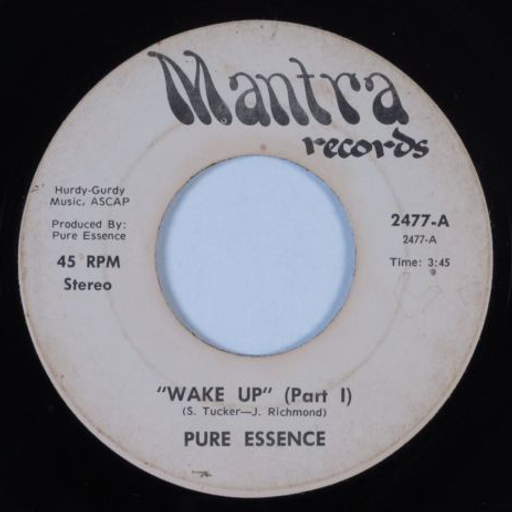 Mantra
records
Hurdy-Gurdy
Music, ASCAP
Produced By:
Pure Essence
45 RPM
Stereo
2477-A
2477-A
Time: 3:45
"WAKE UP" (Part I)
(S. Tucker—J. Richmond)
PURE ESSENCE